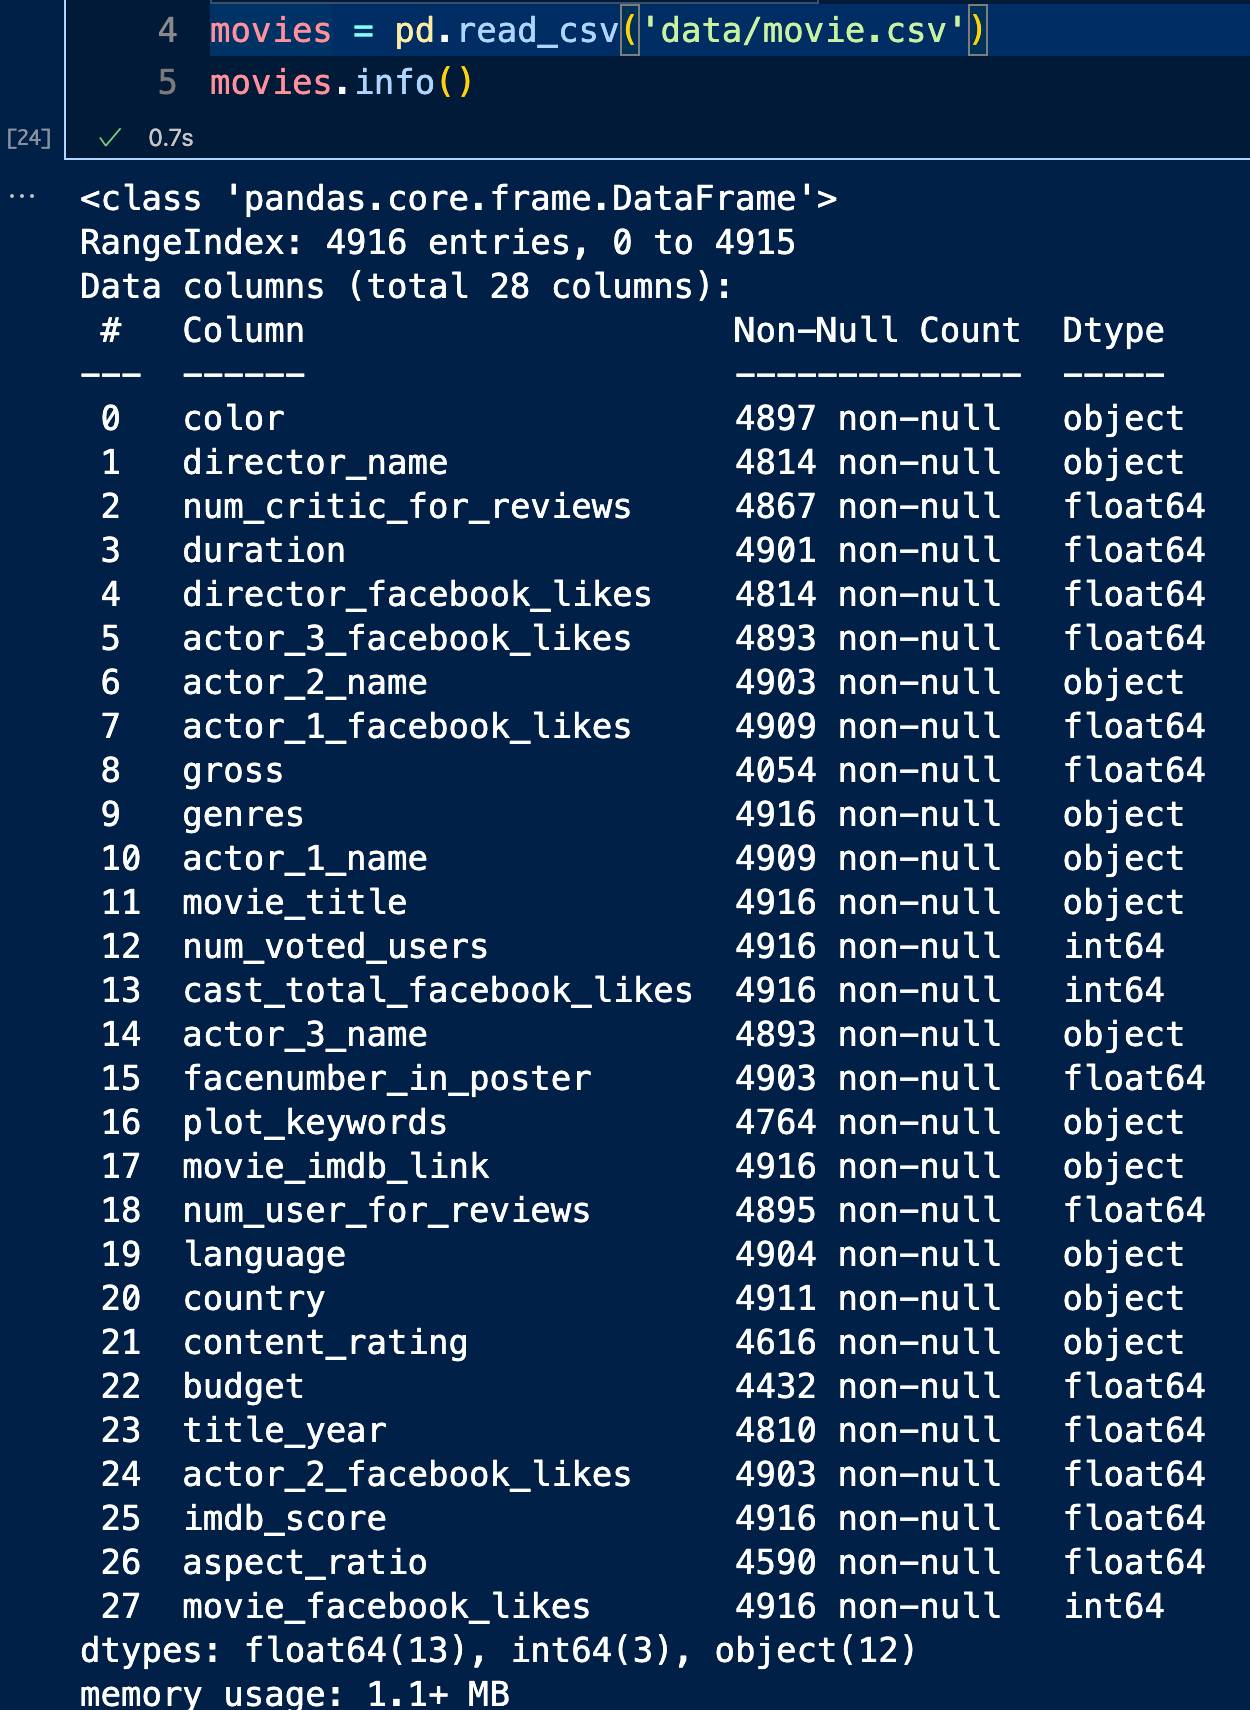 4 movies = pd.read_csv('data/movie.csv')
5 movies.info()
[24] ✓ 0.7s
... <class 'pandas.core.frame.DataFrame'>
RangeIndex: 4916 entries, 0 to 4915
Data columns (total 28 columns):
 #   Column                     Non-Null Count  Dtype
---  ------                     --------------  -----
 0   color                      4897 non-null   object
 1   director_name              4814 non-null   object
 2   num_critic_for_reviews     4867 non-null   float64
 3   duration                   4901 non-null   float64
 4   director_facebook_likes    4814 non-null   float64
 5   actor_3_facebook_likes     4893 non-null   float64
 6   actor_2_name               4903 non-null   object
 7   actor_1_facebook_likes     4909 non-null   float64
 8   gross                      4054 non-null   float64
 9   genres                     4916 non-null   object
 10  actor_1_name               4909 non-null   object
 11  movie_title                4916 non-null   object
 12  num_voted_users            4916 non-null   int64
 13  cast_total_facebook_likes  4916 non-null   int64
 14  actor_3_name               4893 non-null   object
 15  facenumber_in_poster       4903 non-null   float64
 16  plot_keywords              4764 non-null   object
 17  movie_imdb_link            4916 non-null   object
 18  num_user_for_reviews       4895 non-null   float64
 19  language                   4904 non-null   object
 20  country                    4911 non-null   object
 21  content_rating             4616 non-null   object
 22  budget                     4432 non-null   float64
 23  title_year                 4810 non-null   float64
 24  actor_2_facebook_likes     4903 non-null   float64
 25  imdb_score                 4916 non-null   float64
 26  aspect_ratio               4590 non-null   float64
 27  movie_facebook_likes       4916 non-null   int64
dtypes: float64(13), int64(3), object(12)
memory usage: 1.1+ MB